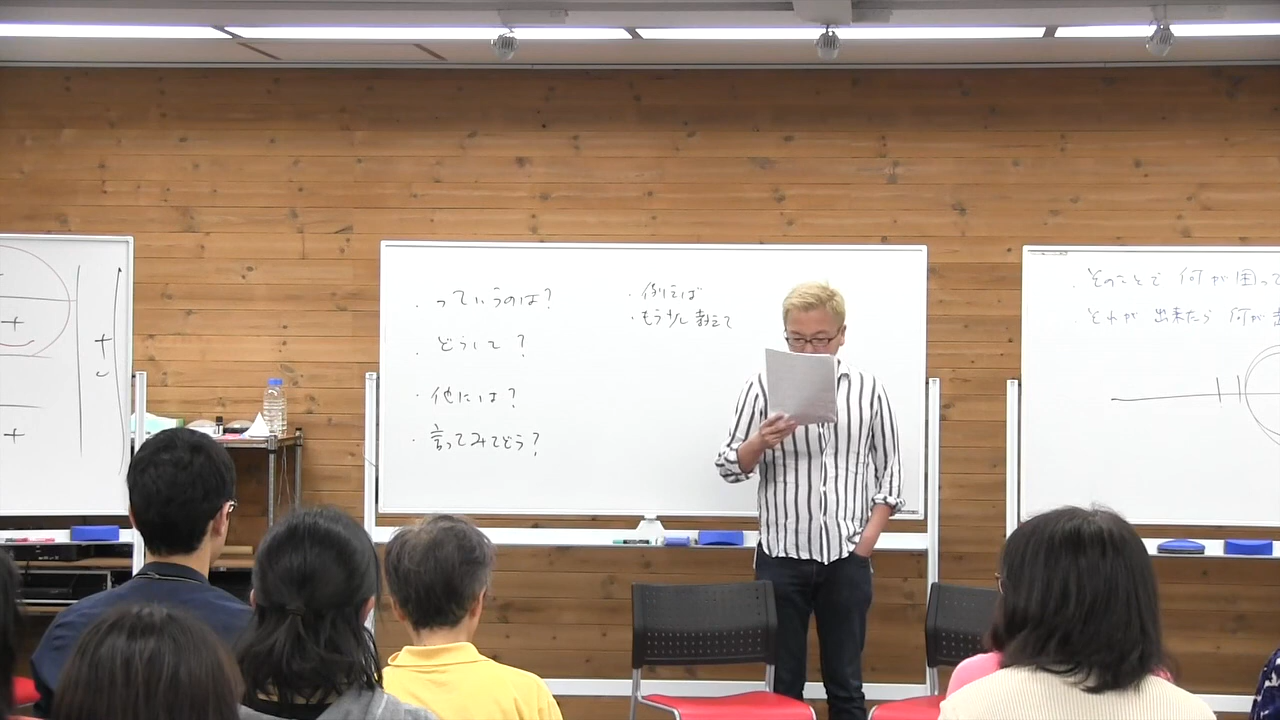 ・っていうのは?
・どうして?
・他には?
・言ってみてどう?
・例えば
・もう少し教えて
・そのことで 何が困って
・それが 出来たら 何が
+
+
+